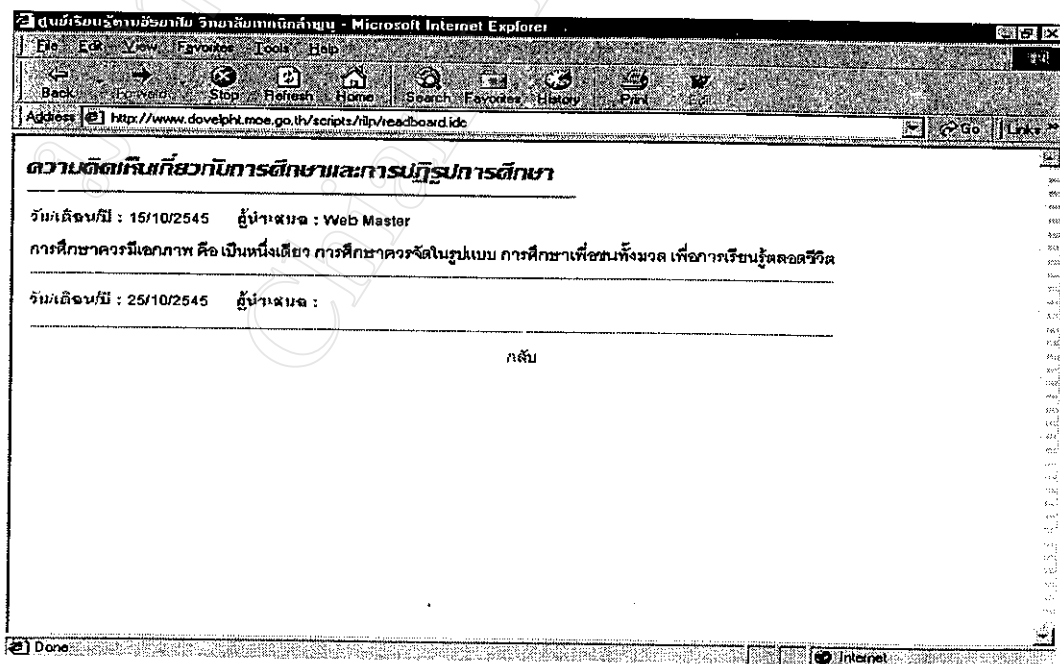 ศูนย์เรียนรู้ตามอัธยาศัย วิทยาลัยเทคนิคลำพูน - Microsoft Internet Explorer
File Edit View Favorites Tools Help
Back Forward Stop Refresh Home Search Favorites History Print Edit
Address http://www.dovelpht.moe.go.th/scripts/rilp/readboard.idc Go Links »
ความคิดเห็นเกี่ยวกับการศึกษาและการปฏิรูปการศึกษา
วัน/เดือน/ปี : 15/10/2545 ผู้นำเสนอ : Web Master
การศึกษาควรมีเอกภาพ คือ เป็นหนึ่งเดียว การศึกษาควรจัดในรูปแบบ การศึกษาเพื่อชนทั้งมวล เพื่อการเรียนรู้ตลอดชีวิต
วัน/เดือน/ปี : 25/10/2545 ผู้นำเสนอ :
กลับ
Done Internet